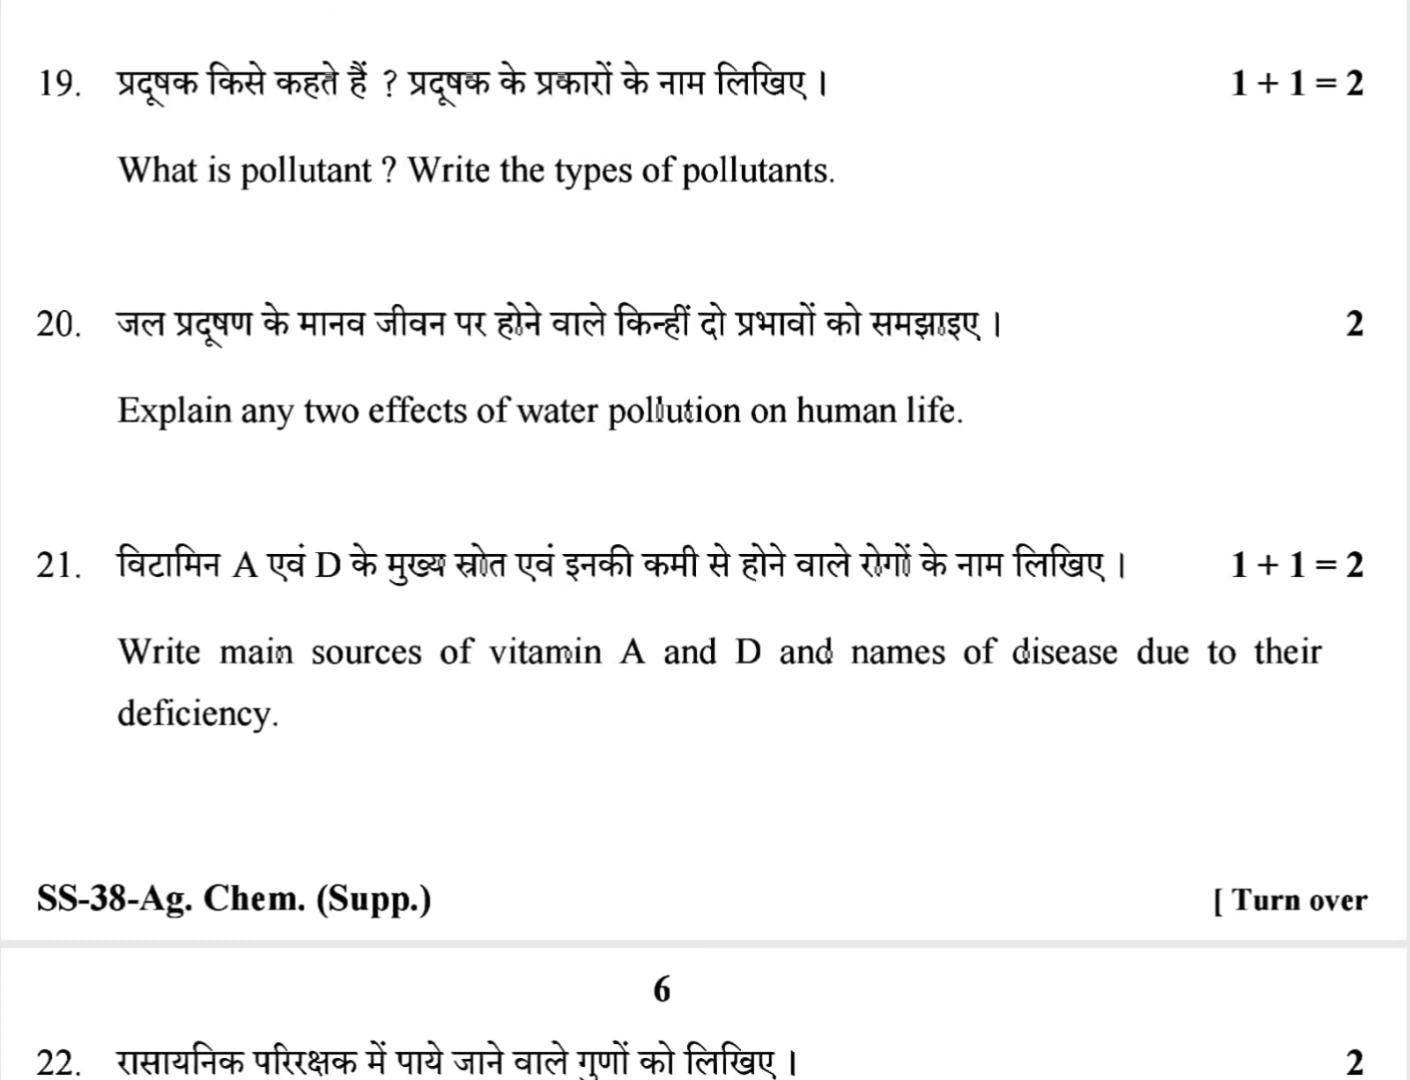 19. प्रदूषक किसे कहते हैं ? प्रदूषक के प्रकारों के नाम लिखिए । 1 + 1 = 2
What is pollutant ? Write the types of pollutants.
20. जल प्रदूषण के मानव जीवन पर होने वाले किन्हीं दो प्रभावों को समझाइए । 2
Explain any two effects of water pollution on human life.
21. विटामिन A एवं D के मुख्य स्रोत एवं इनकी कमी से होने वाले रोगों के नाम लिखिए । 1 + 1 = 2
Write main sources of vitamin A and D and names of disease due to their
deficiency.
SS-38-Ag. Chem. (Supp.) [ Turn over
6
22. रासायनिक परिरक्षक में पाये जाने वाले गुणों को लिखिए । 2